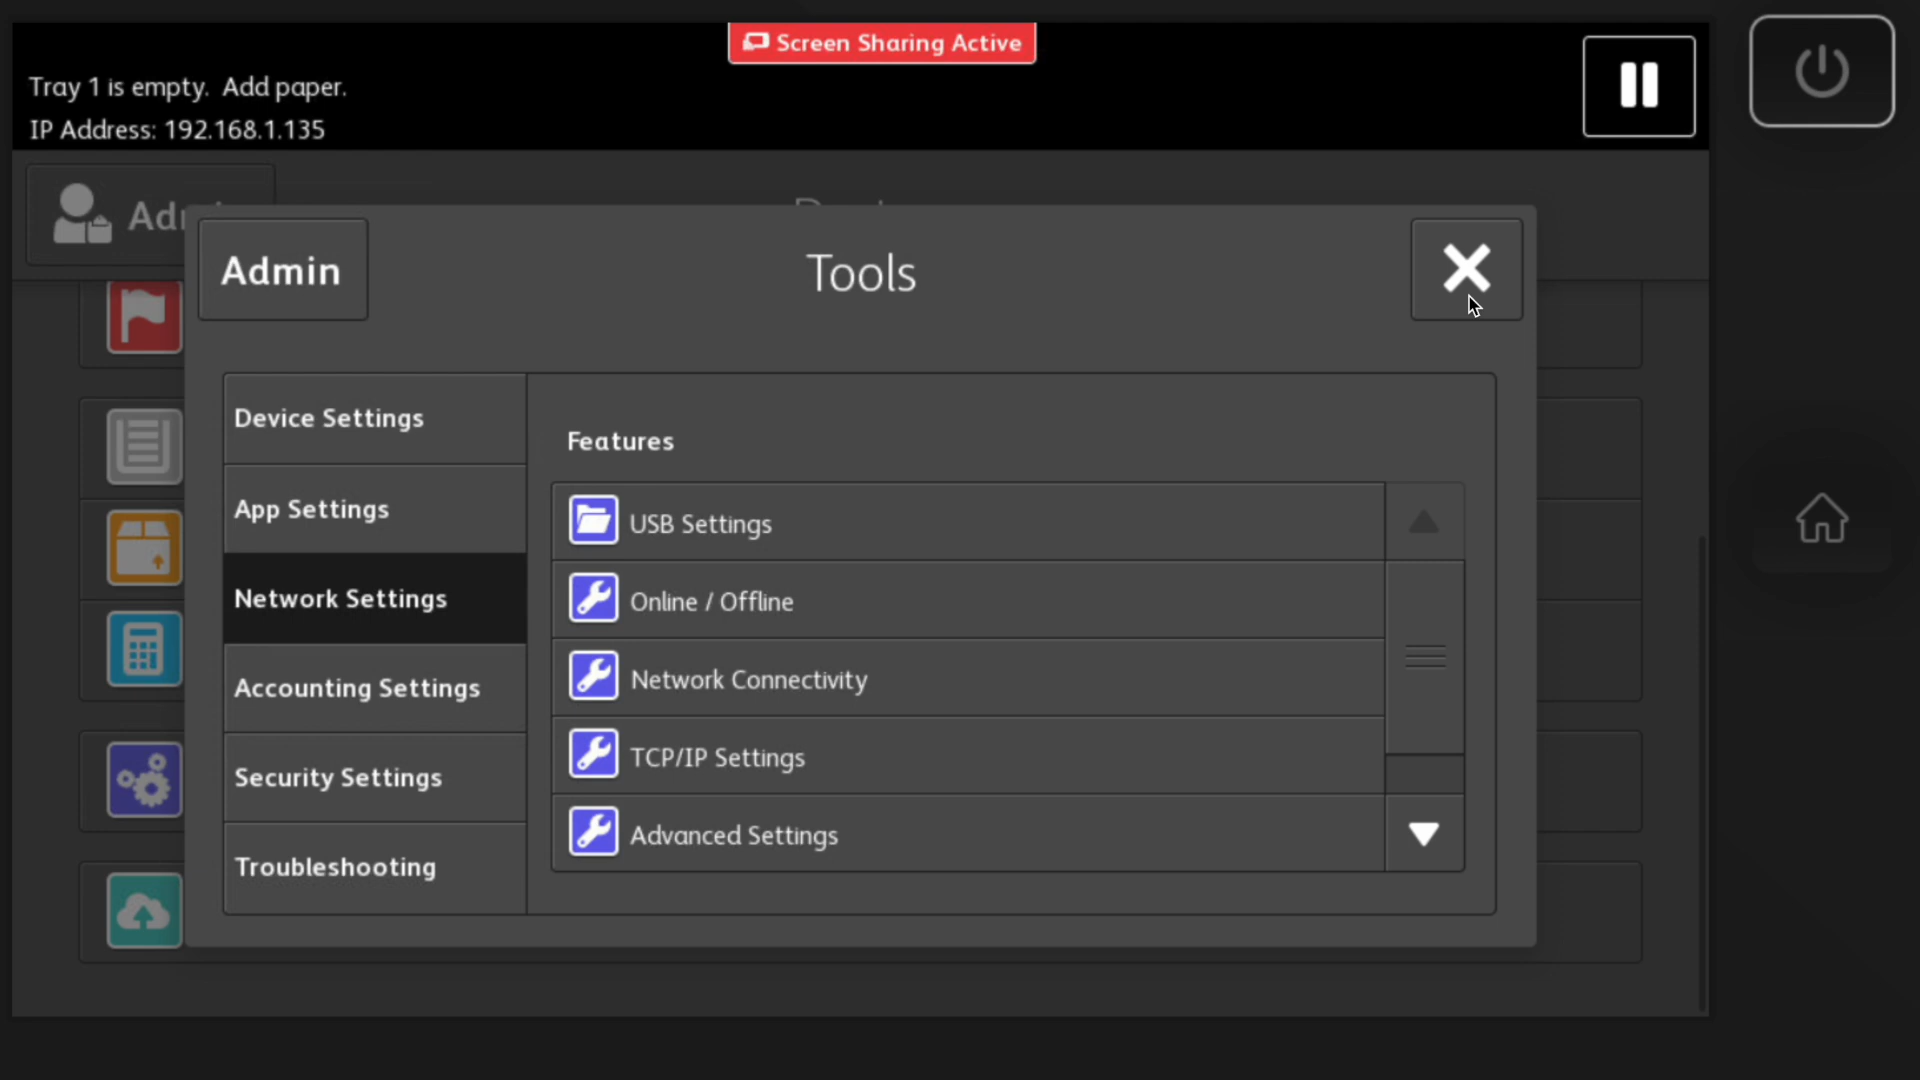 Screen Sharing Active
Tray 1 is empty.  Add paper.
IP Address: 192.168.1.135
Admin
Tools
Device Settings
App Settings
Network Settings
Accounting Settings
Security Settings
Troubleshooting
Features
USB Settings
Online / Offline
Network Connectivity
TCP/IP Settings
Advanced Settings